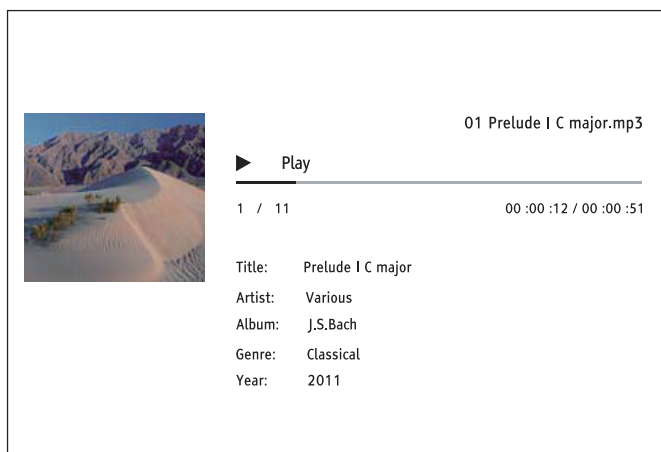 01 Prelude I C major.mp3
Play
1 / 11 00 :00 :12 / 00 :00 :51
Title: Prelude I C major
Artist: Various
Album: J.S.Bach
Genre: Classical
Year: 2011